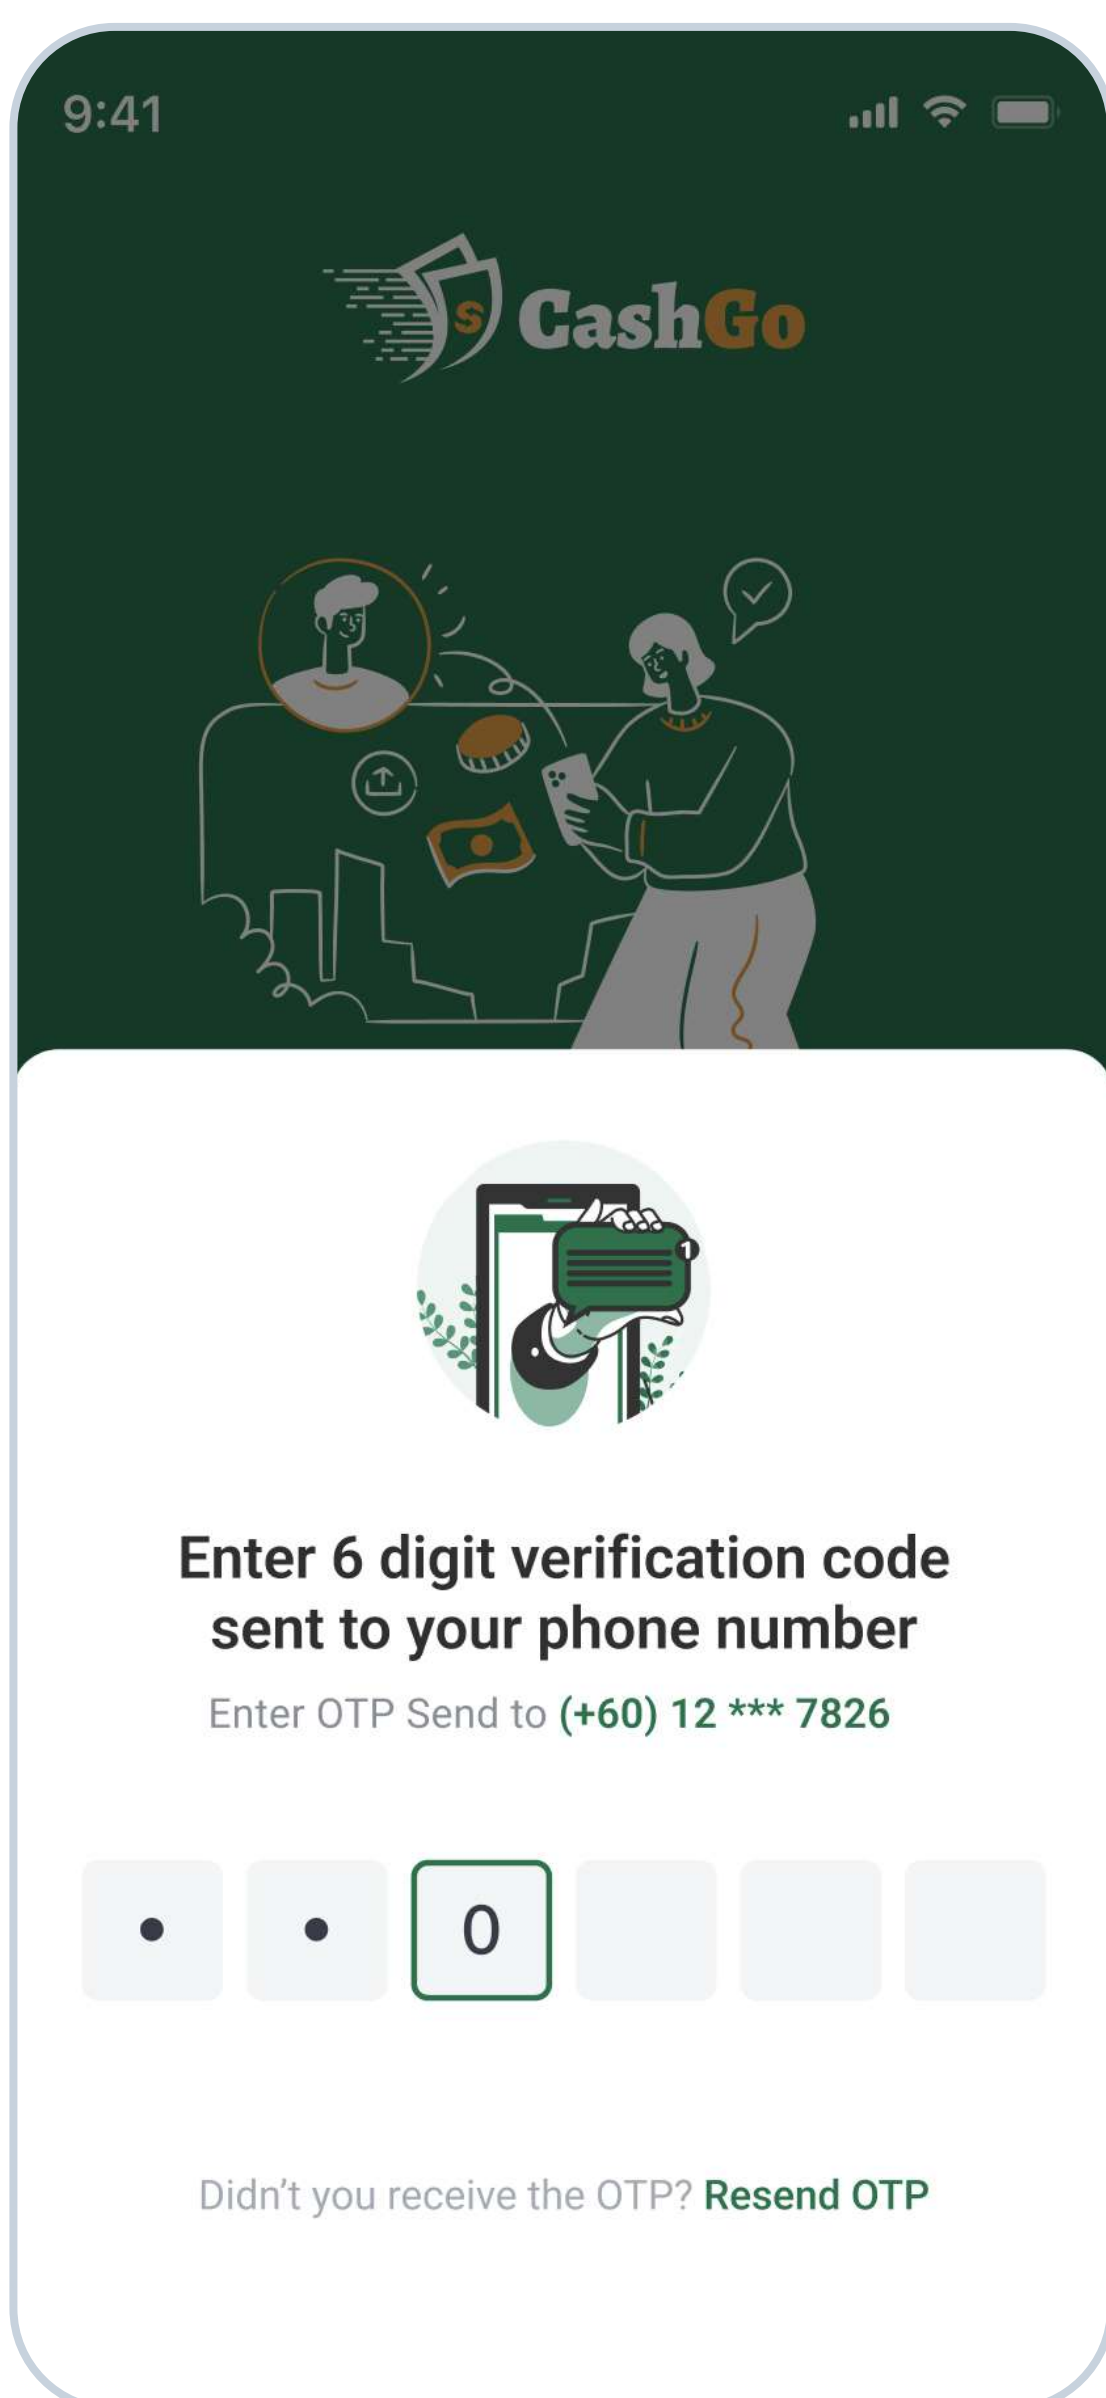 9:41
$ CashGo
1
Enter 6 digit verification code
sent to your phone number
Enter OTP Send to (+60) 12 *** 7826
• • 0
Didn’t you receive the OTP? Resend OTP